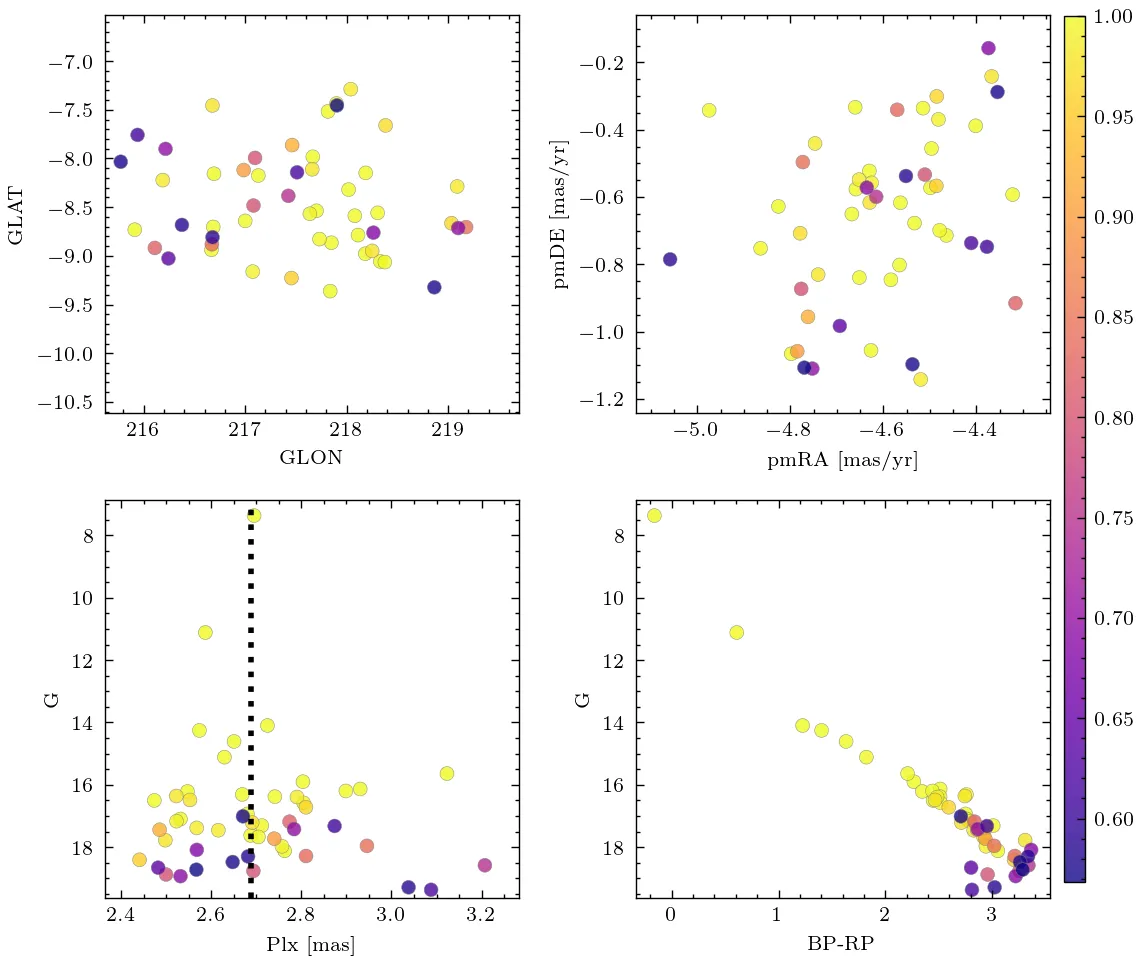 GLAT
−7.0
−7.5
−8.0
−8.5
−9.0
−9.5
−10.0
−10.5
216 217 218 219
GLON
pmDE [mas/yr]
−0.2
−0.4
−0.6
−0.8
−1.0
−1.2
−5.0 −4.8 −4.6 −4.4
pmRA [mas/yr]
G
8
10
12
14
16
18
2.4 2.6 2.8 3.0 3.2
Plx [mas]
G
8
10
12
14
16
18
0 1 2 3
BP-RP
1.00
0.95
0.90
0.85
0.80
0.75
0.70
0.65
0.60